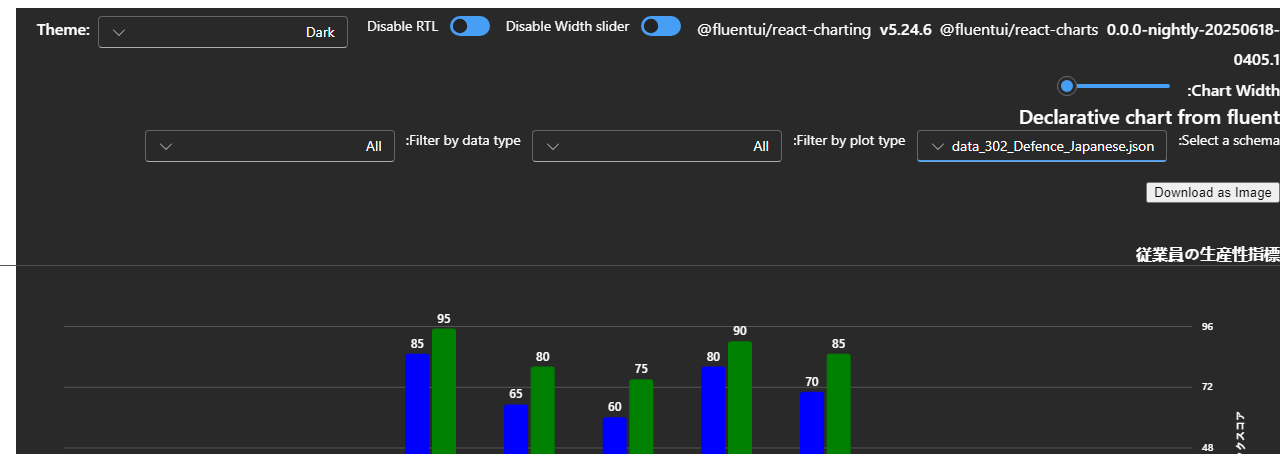 Theme: Dark Disable RTL Disable Width slider @fluentui/react-charting v5.24.6 @fluentui/react-charts 0.0.0-nightly-20250618-
0405.1
:Chart Width
Declarative chart from fluent
:Select a schema data_302_Defence_Japanese.json :Filter by plot type All :Filter by data type All
Download as Image
従業員の生産性指標
95
90
85
85
80
80
75
70
65
60
96
72
48
クスコア